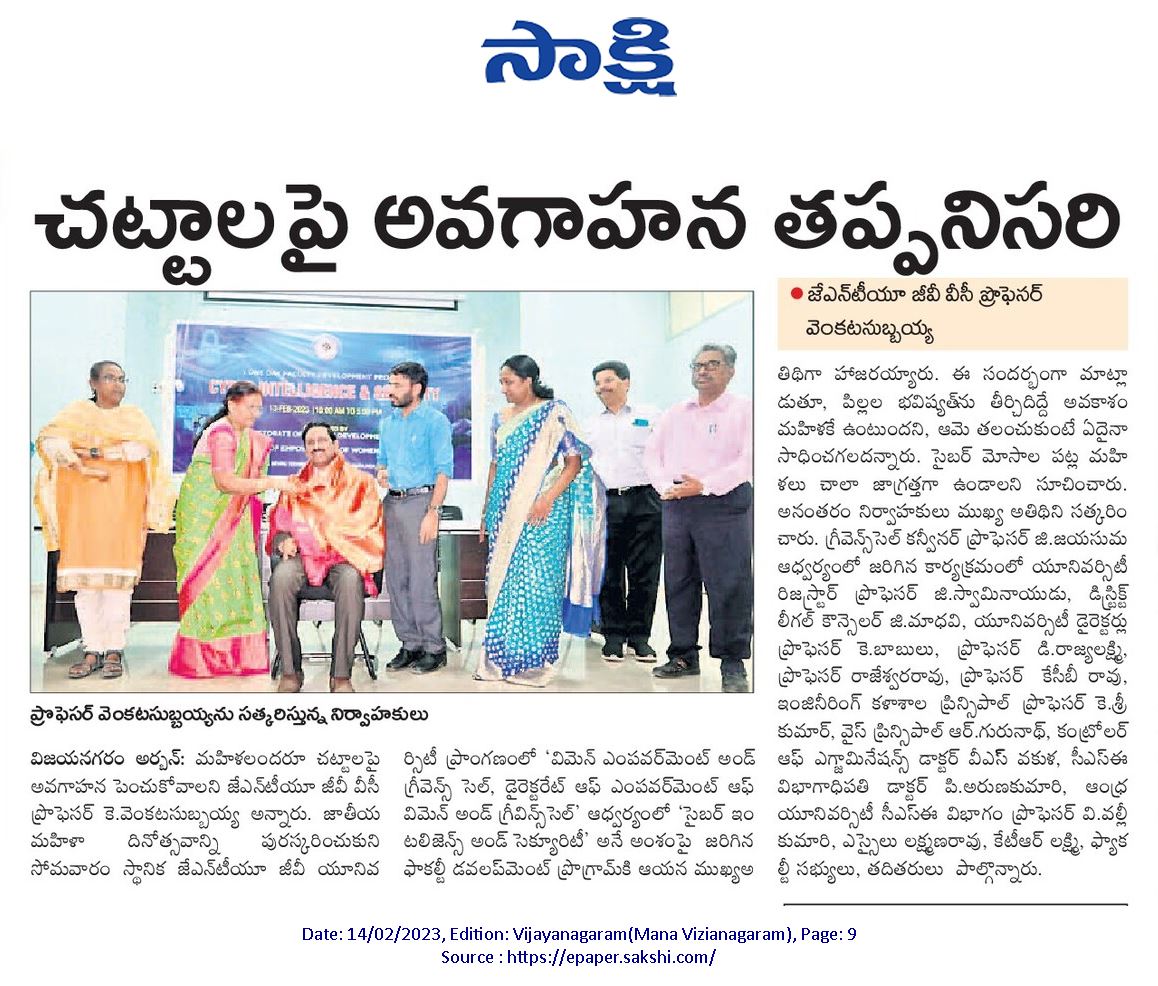 సాక్షి
చట్టాలపై అవగాహన తప్పనిసరి
● జేఎన్‌టీయూ జీవీ వీసీ ప్రొఫెసర్
వెంకటసుబ్బయ్య
1 ONE DAY FACULTY DEVELOPMENT
CYBER INTELLIGENCE & SECURITY
13-FEB-2023 | 10:00 AM TO 5:00 PM
ప్రొఫెసర్ వెంకటసుబ్బయ్యను సత్కరిస్తున్న నిర్వాహకులు
విజయనగరం అర్బన్: మహిళలందరూ చట్టాలపై
అవగాహన పెంచుకోవాలని జేఎన్‌టీయూ జీవీ వీసీ
ప్రొఫెసర్ కె.వెంకటసుబ్బయ్య అన్నారు. జాతీయ
మహిళా దినోత్సవాన్ని పురస్కరించుకుని
సోమవారం స్థానిక జేఎన్‌టీయూ జీవీ యూనివ
ర్సిటీ ప్రాంగణంలో ‘విమెన్ ఎంపవర్‌మెంట్ అండ్
గ్రీవెన్స్ సెల్, డైరెక్టరేట్ ఆఫ్ ఎంపవర్‌మెంట్ ఆఫ్
విమెన్ అండ్ గ్రీవిన్స్‌సెల్’ ఆధ్వర్యంలో ‘సైబర్ ఇం
టలిజెన్స్ అండ్ సెక్యూరిటీ’ అనే అంశంపై జరిగిన
ఫాకల్టీ డవలప్‌మెంట్ ప్రొగ్రామ్‌కి ఆయన ముఖ్యఅ
తిథిగా హాజరయ్యారు. ఈ సందర్భంగా మాట్లా
డుతూ, పిల్లల భవిష్యత్‌ను తీర్చిదిద్దే అవకాశం
మహిళకే ఉంటుందని, ఆమె తలంచుకుంటే ఏదైనా
సాధించగలదన్నారు. సైబర్ మోసాల పట్ల మహి
ళలు చాలా జాగ్రత్తగా ఉండాలని సూచించారు.
అనంతరం నిర్వాహకులు ముఖ్య అతిథిని సత్కరిం
చారు. గ్రీవెన్స్‌సెల్ కన్వీనర్ ప్రొఫెసర్ జి.జయసుమ
ఆధ్వర్యంలో జరిగిన కార్యక్రమంలో యూనివర్సిటీ
రిజస్ట్రార్ ప్రొఫెసర్ జి.స్వామినాయుడు, డిస్ట్రిక్ట్
లీగల్ కౌన్సెలర్ జి.మాధవి, యూనివర్సిటీ డైరెక్టర్లు
ప్రొఫెసర్ కె.బాబులు, ప్రొఫెసర్ డి.రాజ్యలక్ష్మి,
ప్రొఫెసర్ రాజేశ్వరరావు, ప్రొఫెసర్ కేసీబీ రావు,
ఇంజినీరింగ్ కళాశాల ప్రిన్సిపాల్ ప్రొఫెసర్ కె.శ్రీ
కుమార్, వైస్ ప్రిన్సిపాల్ ఆర్.గురునాథ్, కంట్రోలర్
ఆఫ్ ఎగ్జామినేషన్స్ డాక్టర్ వీఎస్ వకుళ, సీఎస్ఈ
విభాగాధిపతి డాక్టర్ పి.అరుణకుమారి, ఆంధ్ర
యూనివర్సిటీ సీఎస్ఈ విభాగం ప్రొఫెసర్ వి.వల్లీ
కుమారి, ఎస్సైలు లక్ష్మణరావు, కేటీఆర్ లక్ష్మి, ఫ్యాక
ల్టీ సభ్యులు, తదితరులు పాల్గొన్నారు.
Date: 14/02/2023, Edition: Vijayanagaram(Mana Vizianagaram), Page: 9
Source : https://epaper.sakshi.com/